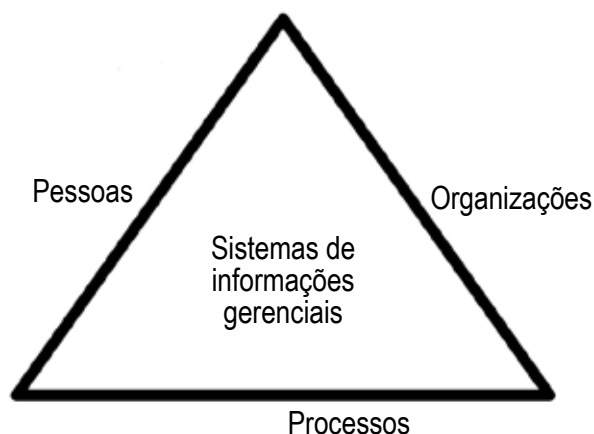 Pessoas
Organizações
Sistemas de
informações
gerenciais
Processos